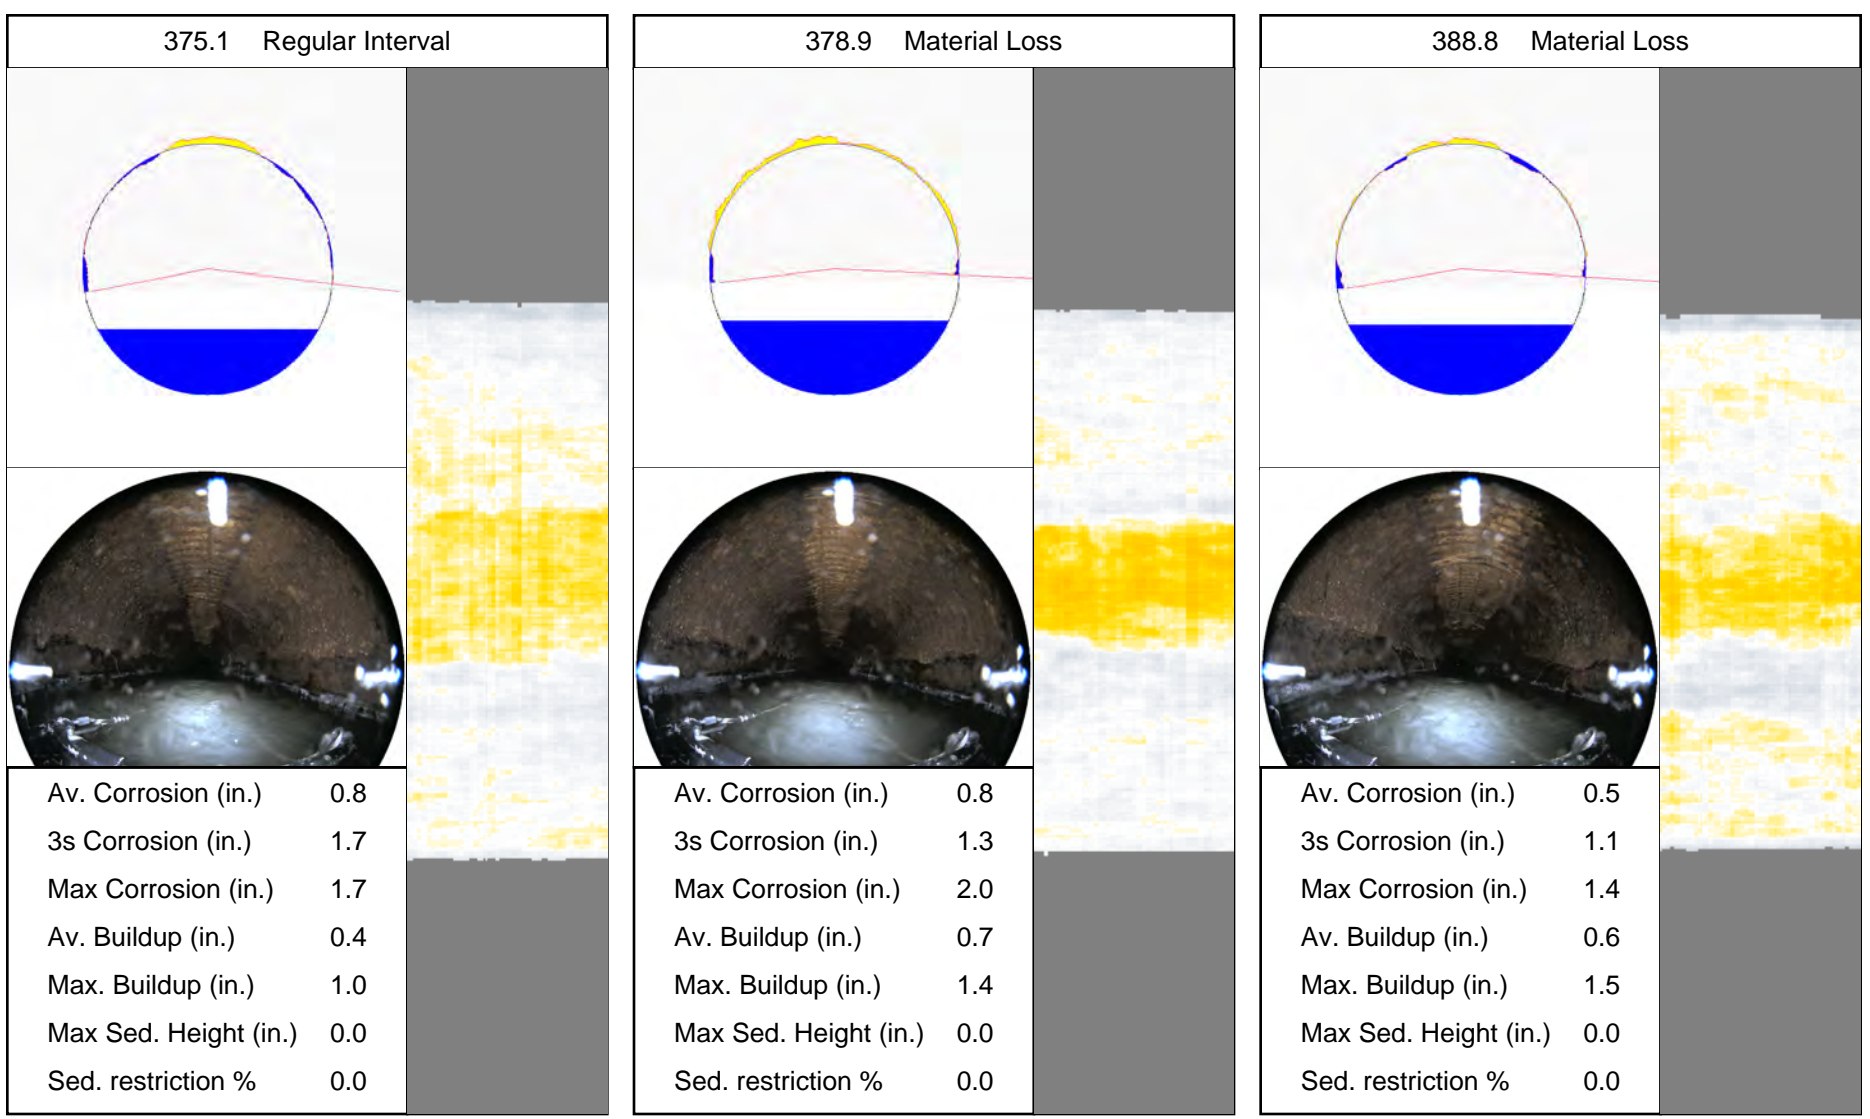 375.1 Regular Interval
Av. Corrosion (in.) 0.8
3s Corrosion (in.) 1.7
Max Corrosion (in.) 1.7
Av. Buildup (in.) 0.4
Max. Buildup (in.) 1.0
Max Sed. Height (in.) 0.0
Sed. restriction % 0.0
378.9 Material Loss
Av. Corrosion (in.) 0.8
3s Corrosion (in.) 1.3
Max Corrosion (in.) 2.0
Av. Buildup (in.) 0.7
Max. Buildup (in.) 1.4
Max Sed. Height (in.) 0.0
Sed. restriction % 0.0
388.8 Material Loss
Av. Corrosion (in.) 0.5
3s Corrosion (in.) 1.1
Max Corrosion (in.) 1.4
Av. Buildup (in.) 0.6
Max. Buildup (in.) 1.5
Max Sed. Height (in.) 0.0
Sed. restriction % 0.0